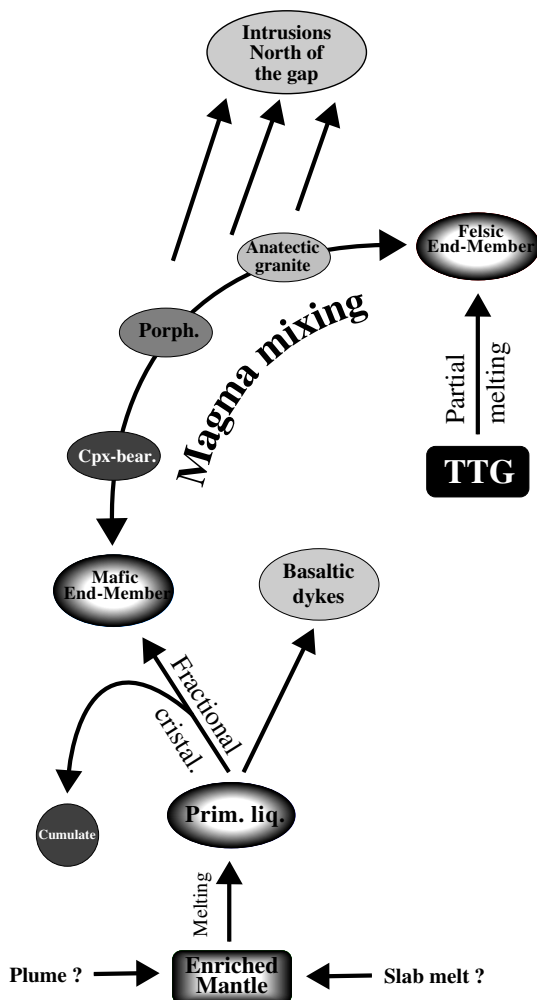 Intrusions
North of
the gap
Felsic
End-Member
Anatectic
granite
Porph.
Magma mixing
Partial
melting
Cpx-bear.
TTG
Mafic
End-Member
Basaltic
dykes
Fractional
cristal.
Prim. liq.
Cumulate
Melting
Enriched
Mantle
Plume ?
Slab melt ?